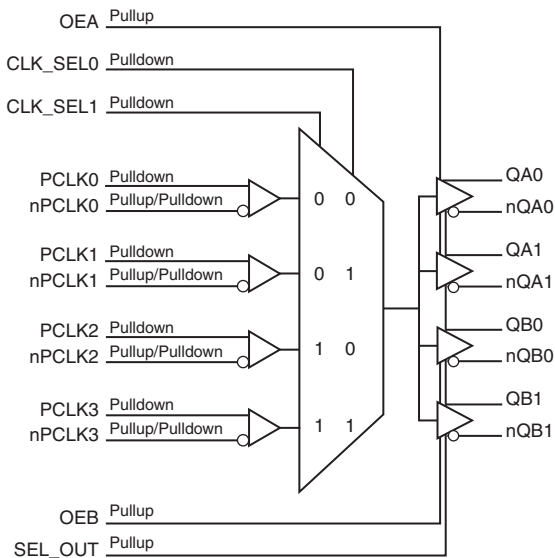 OEA Pullup
CLK_SEL0 Pulldown
CLK_SEL1 Pulldown
PCLK0 Pulldown
nPCLK0 Pullup/Pulldown
0 0
QA0
nQA0
PCLK1 Pulldown
nPCLK1 Pullup/Pulldown
0 1
QA1
nQA1
PCLK2 Pulldown
nPCLK2 Pullup/Pulldown
1 0
QB0
nQB0
PCLK3 Pulldown
nPCLK3 Pullup/Pulldown
1 1
QB1
nQB1
OEB Pullup
SEL_OUT Pullup